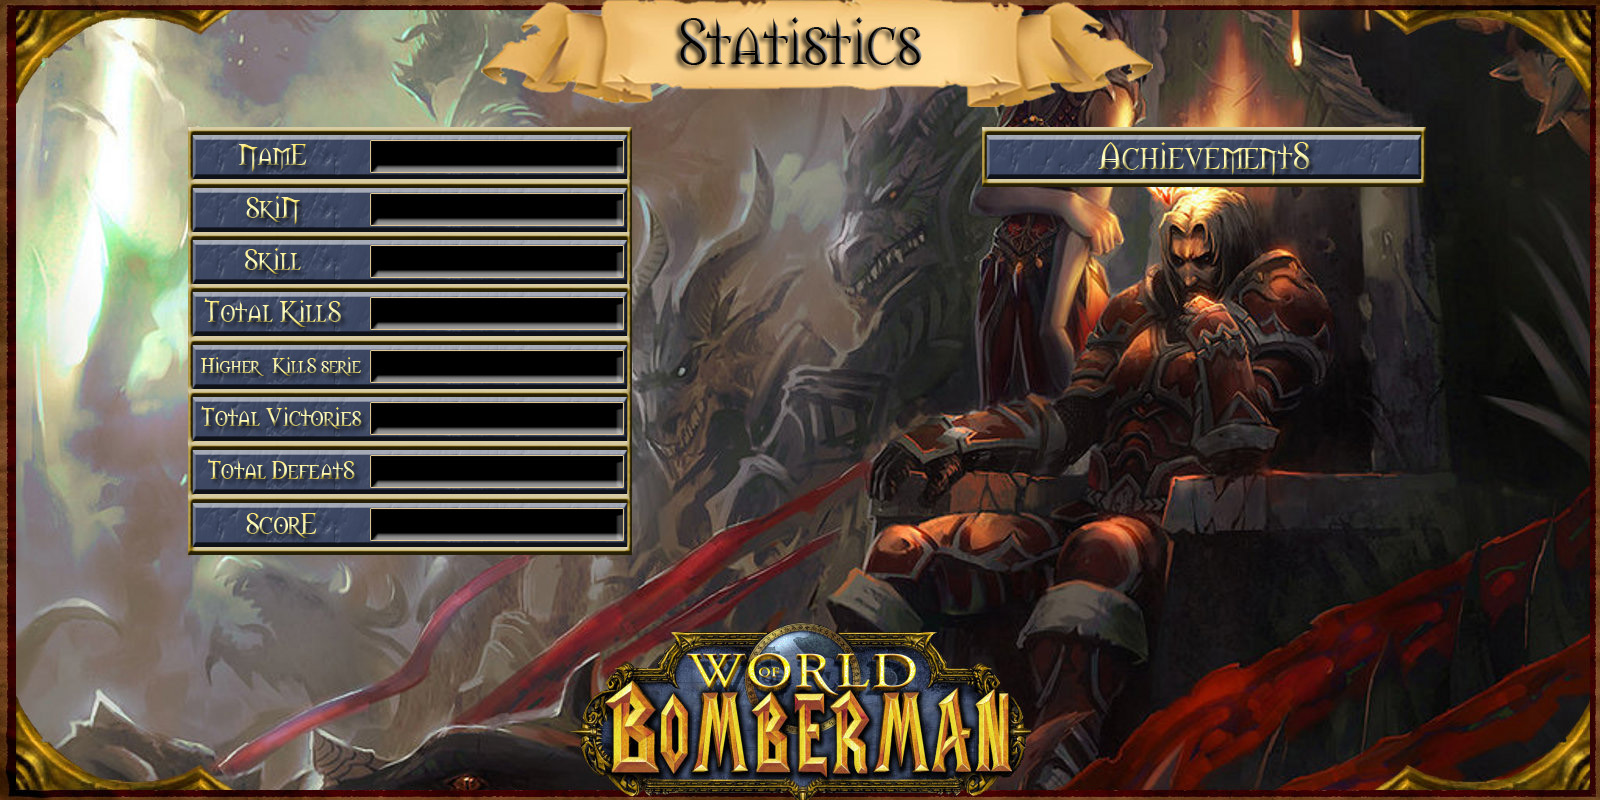 Statistics
Name
Skin
Skill
Total Kills
Higher Kills serie
Total Victories
Total Defeats
Score
Achievements
World of
Bomberman